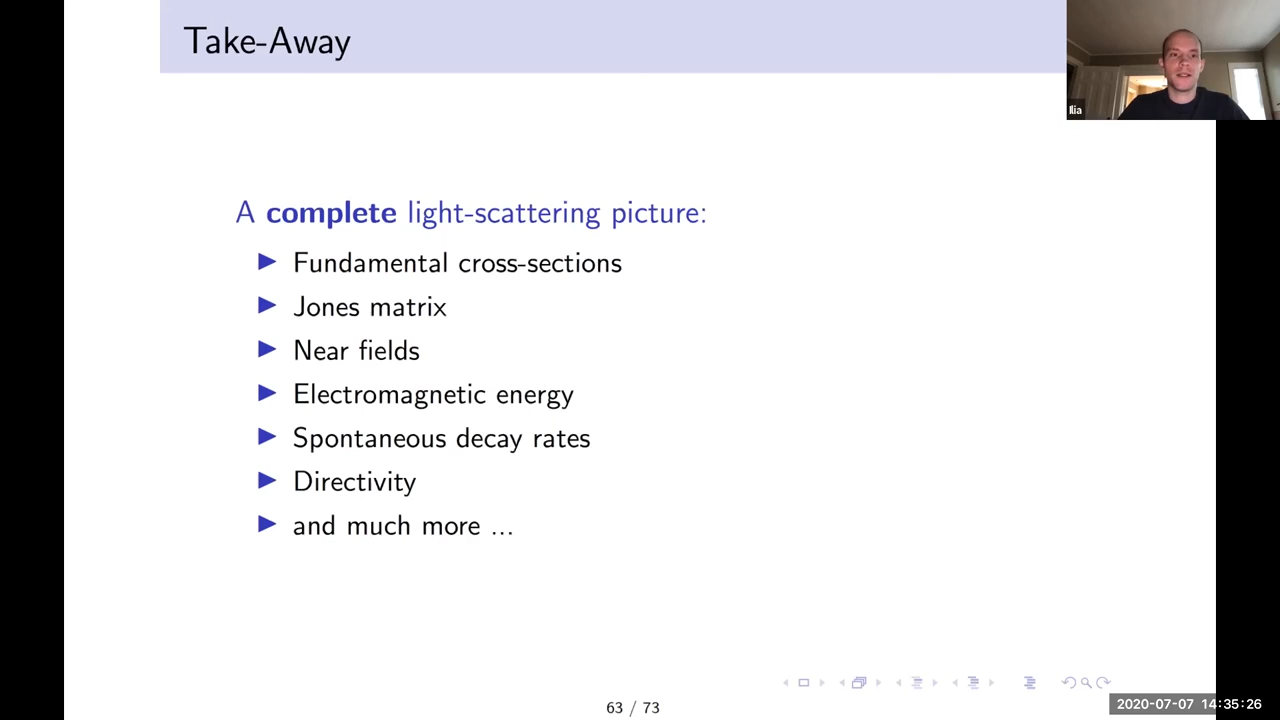 Take-Away
Ilia
A complete light-scattering picture:
Fundamental cross-sections
Jones matrix
Near fields
Electromagnetic energy
Spontaneous decay rates
Directivity
and much more ...
63 / 73
2020-07-07 14:35:26